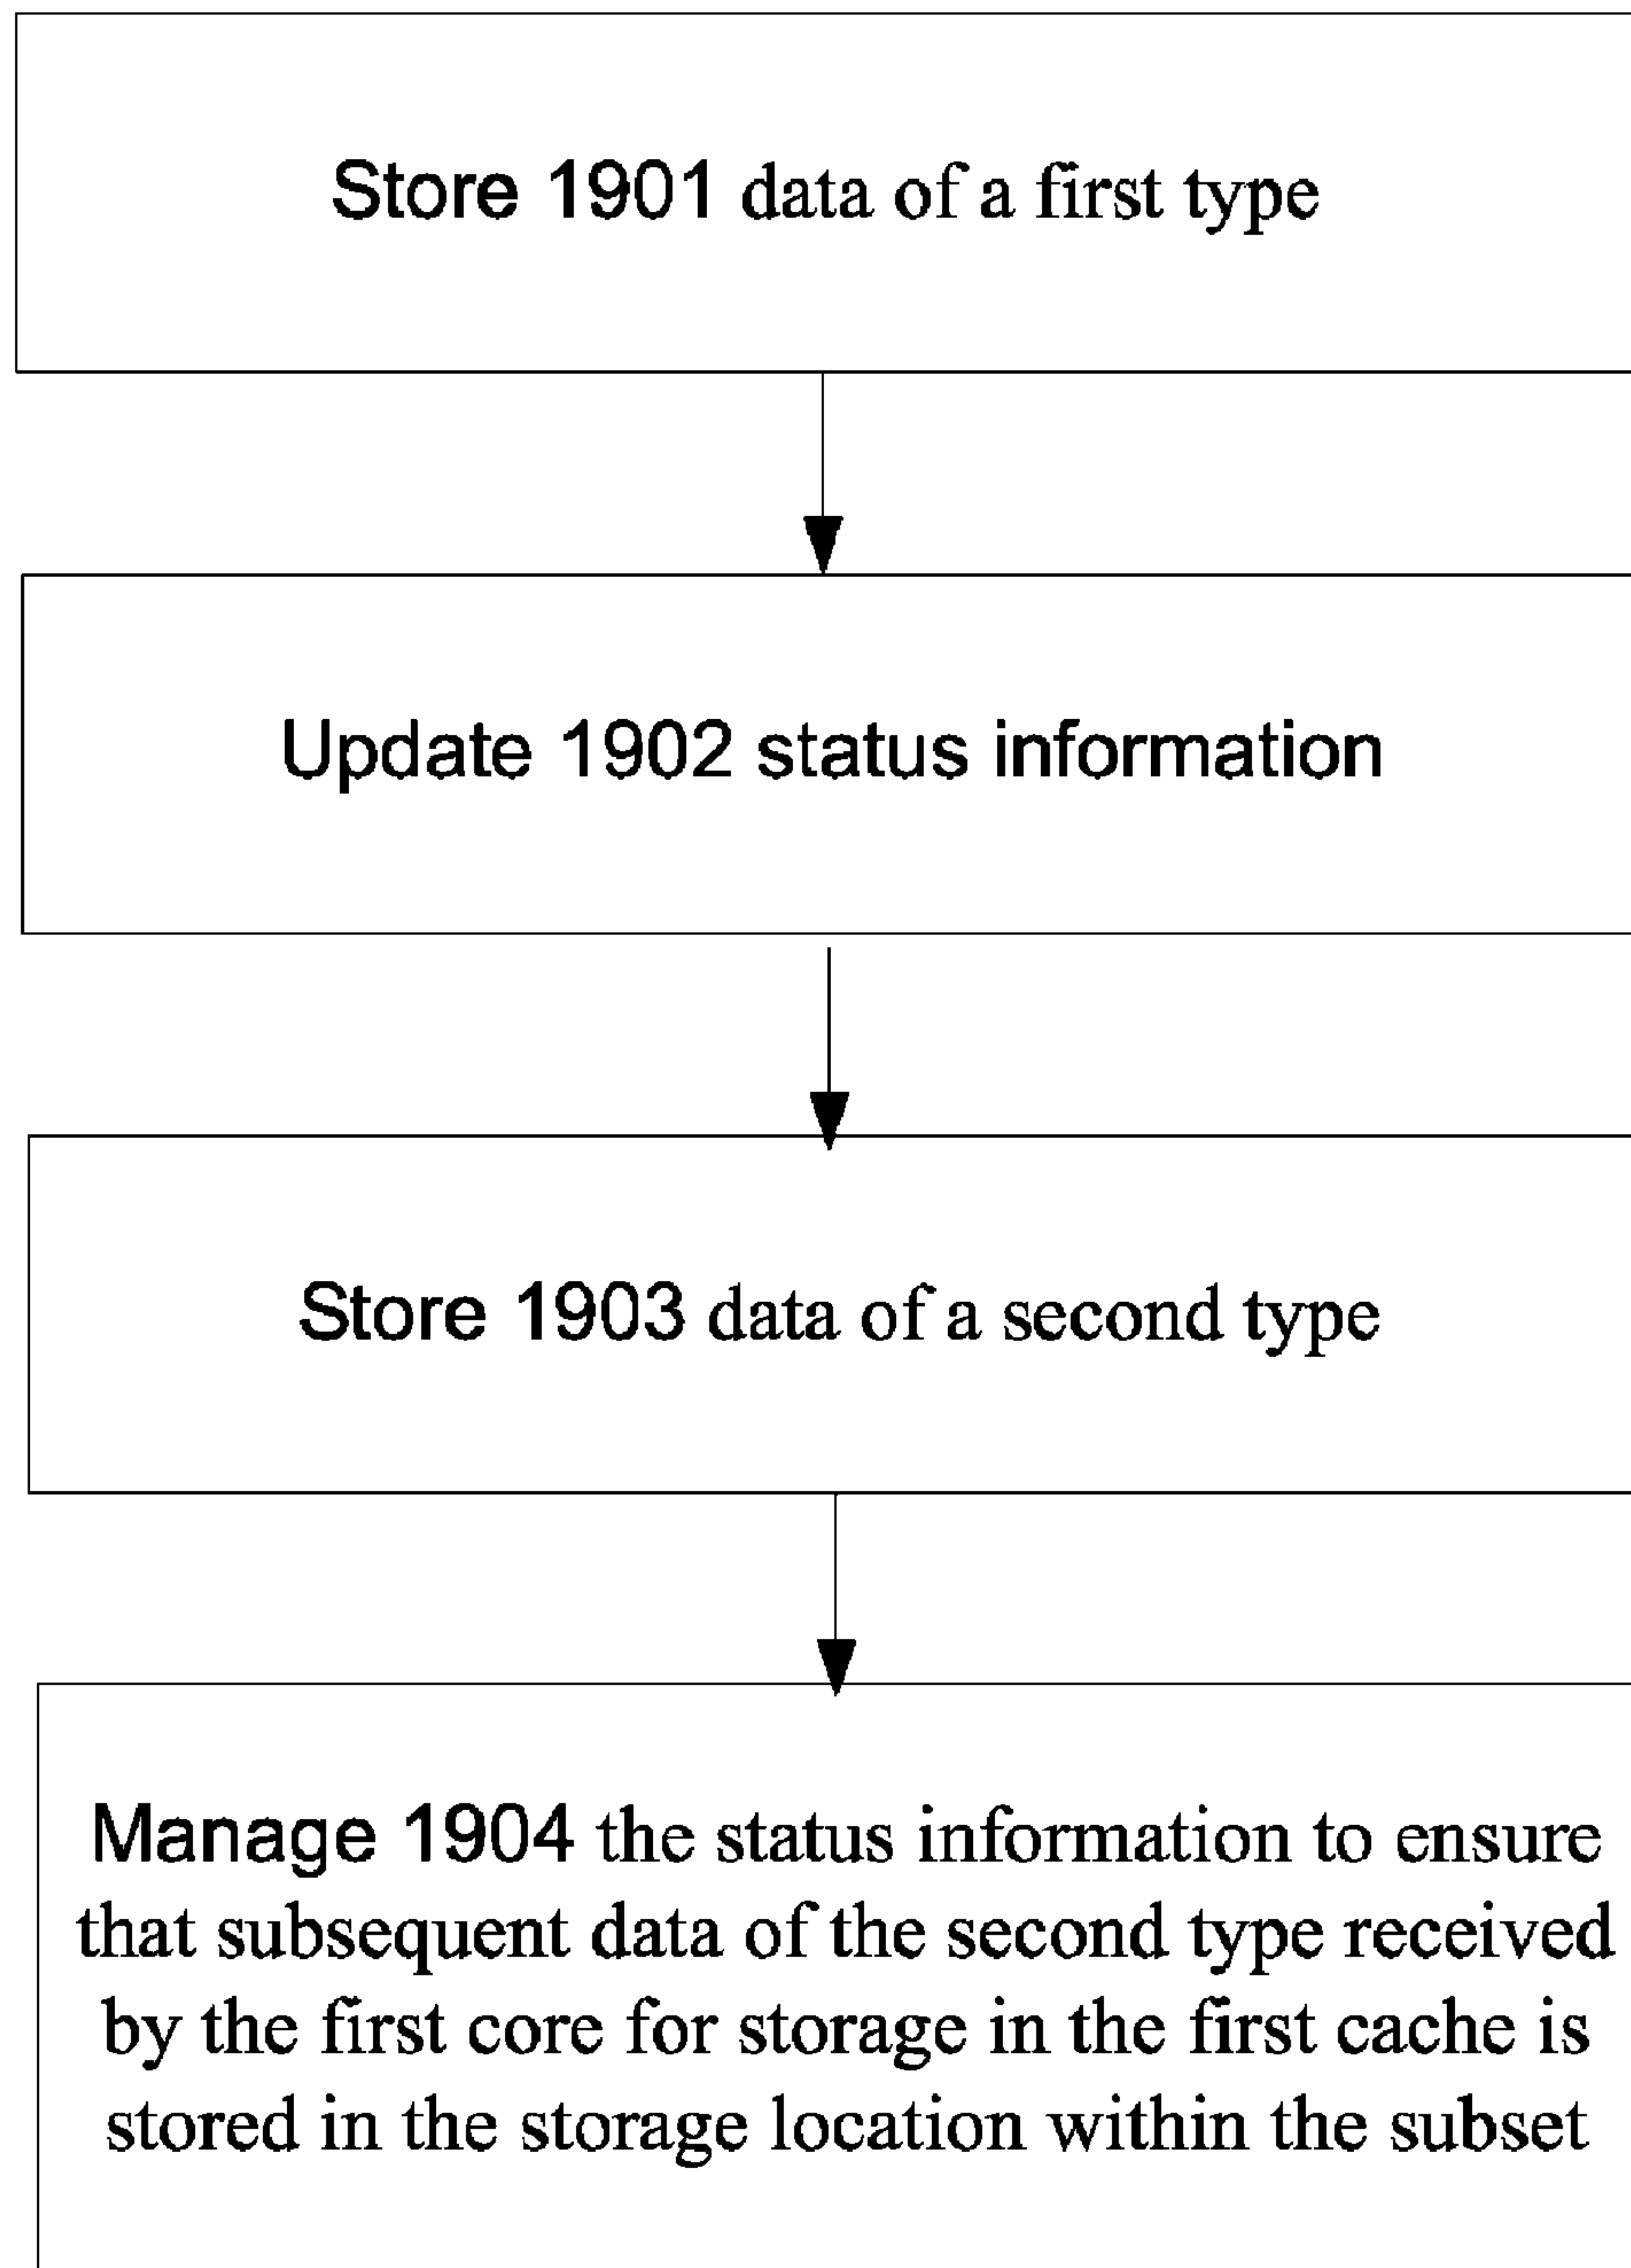 Store 1901 data of a first type
Update 1902 status information
Store 1903 data of a second type
Manage 1904 the status information to ensure
that subsequent data of the second type received
by the first core for storage in the first cache is
stored in the storage location within the subset